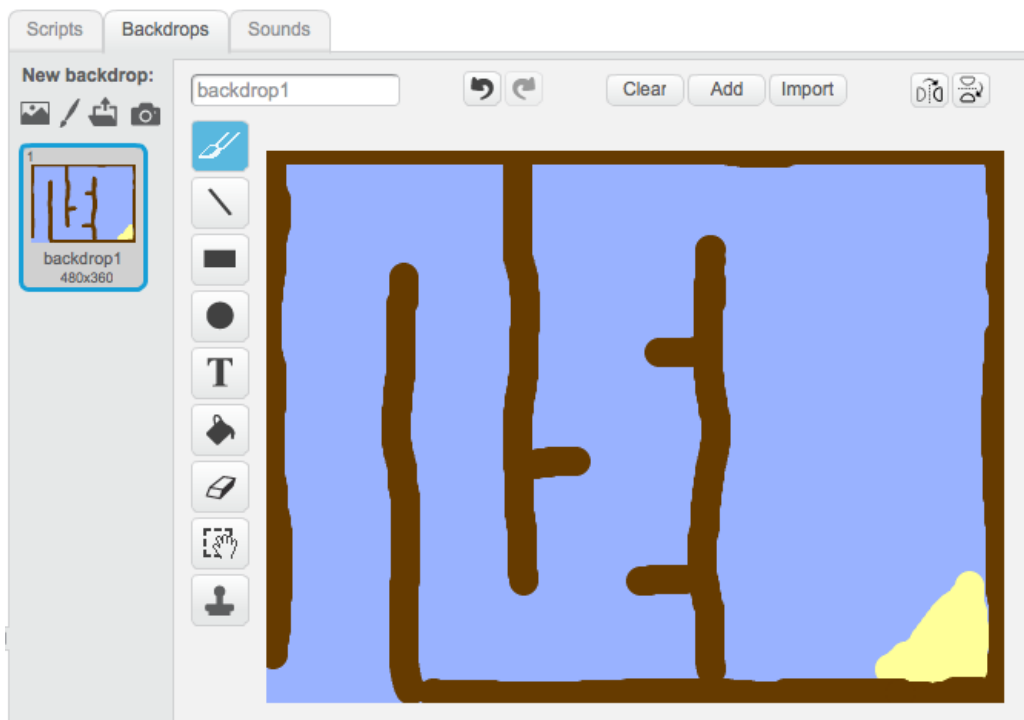 Scripts Backdrops Sounds
New backdrop:
backdrop1
Clear Add Import
1
backdrop1
480x360
T